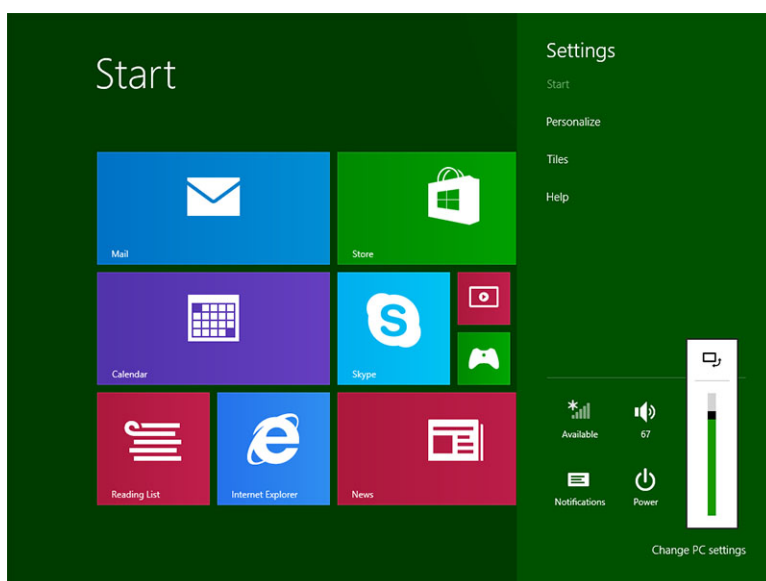 Start
Mail
Store
Calendar
Skype
Reading List
Internet Explorer
News
Settings
Start
Personalize
Tiles
Help
Available
67
Notifications
Power
Change PC settings